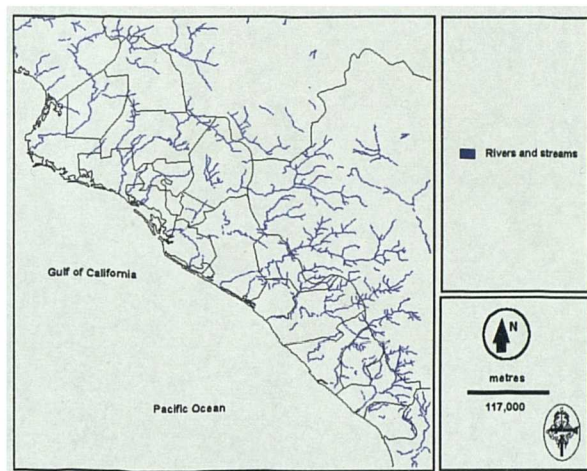 Gulf of California
Pacific Ocean
Rivers and streams
N
metres
117,000